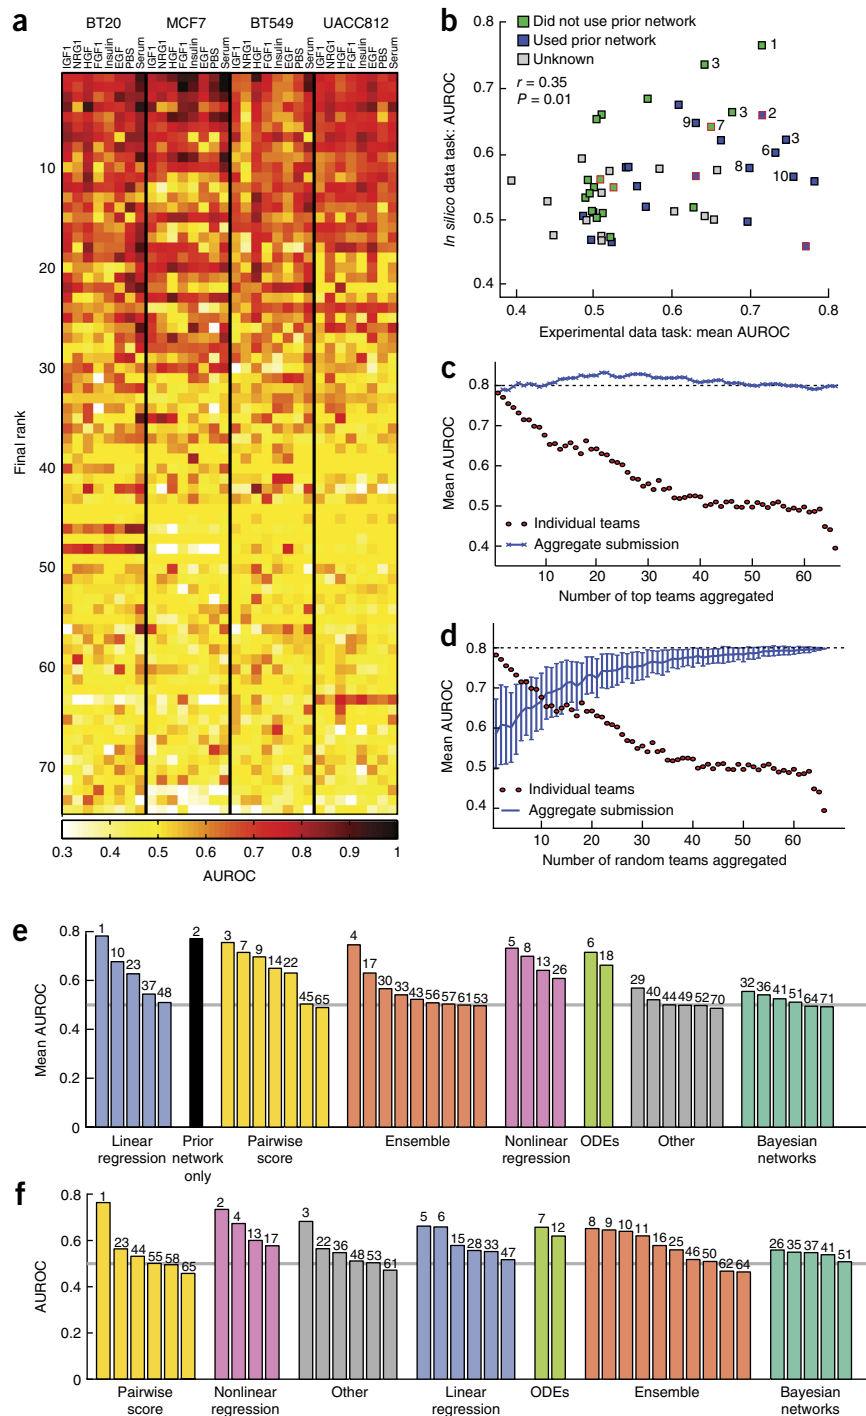 a
BT20 MCF7 BT549 UACC812
IGF1 NRG1 HGF FGF1 Insulin EGF PBS Serum IGF1 NRG1 HGF FGF1 Insulin EGF PBS Serum IGF1 NRG1 HGF FGF1 Insulin EGF PBS Serum IGF1 NRG1 HGF FGF1 Insulin EGF PBS Serum
10
20
30
40
50
60
70
Final rank
0.3 0.4 0.5 0.6 0.7 0.8 0.9 1
AUROC
b
Did not use prior network
Used prior network
Unknown
r = 0.35
P = 0.01
0.8
0.7
0.6
0.5
0.4
In silico data task: AUROC
1
3
3
2
9
7
3
6
8
10
0.4 0.5 0.6 0.7 0.8
Experimental data task: mean AUROC
c
0.8
0.7
0.6
0.5
0.4
Mean AUROC
Individual teams
Aggregate submission
10 20 30 40 50 60
Number of top teams aggregated
d
0.8
0.7
0.6
0.5
0.4
Mean AUROC
Individual teams
Aggregate submission
10 20 30 40 50 60
Number of random teams aggregated
e
0.8
0.6
0.4
0.2
0
Mean AUROC
1 10 23 37 48 2 3 7 9 14 22 45 65 4 17 30 33 43 56 57 61 53 5 8 13 26 6 18 29 40 44 49 52 70 32 36 41 51 64 71
Linear regression
Prior network only
Pairwise score
Ensemble
Nonlinear regression
ODEs
Other
Bayesian networks
f
0.8
0.6
0.4
0.2
0
AUROC
1 23 44 55 58 65 2 4 13 17 3 22 36 48 53 61 5 6 15 28 33 47 7 12 8 9 10 11 16 25 46 50 62 64 26 35 37 41 51
Pairwise score
Nonlinear regression
Other
Linear regression
ODEs
Ensemble
Bayesian networks